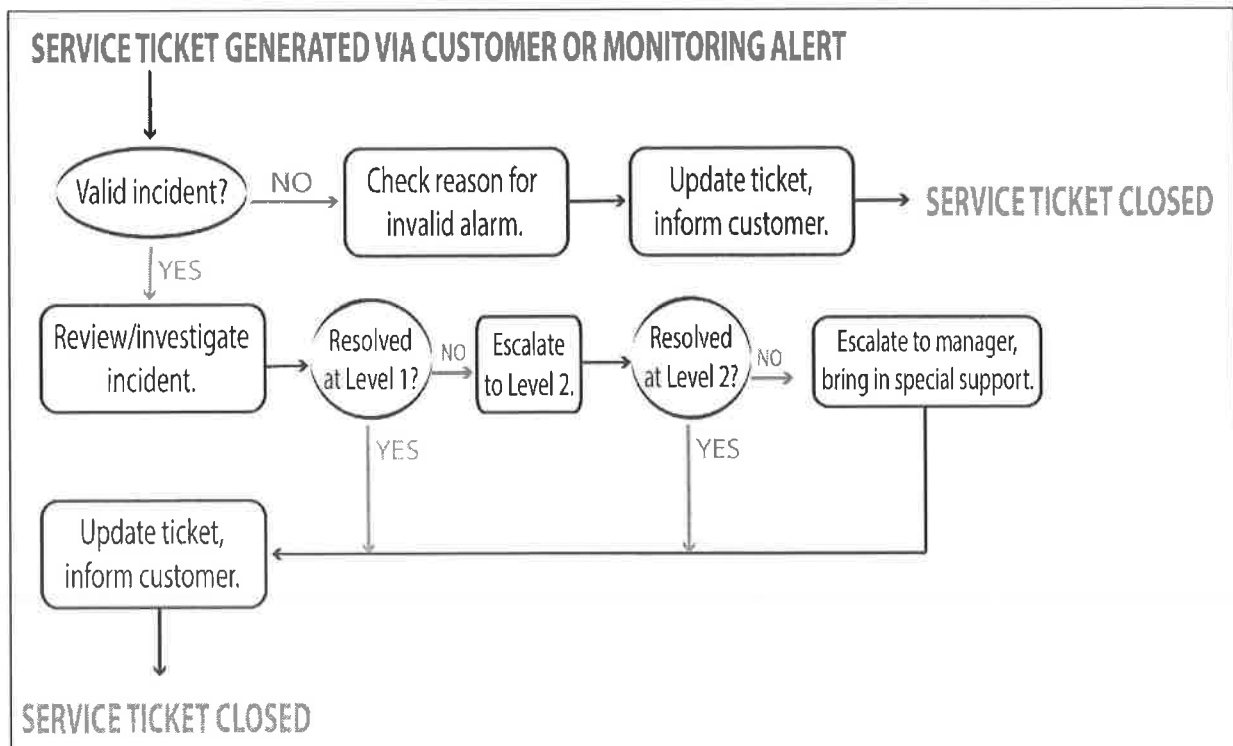 SERVICE TICKET GENERATED VIA CUSTOMER OR MONITORING ALERT
Valid incident?
NO
Check reason for
invalid alarm.
Update ticket,
inform customer.
SERVICE TICKET CLOSED
YES
Review/investigate
incident.
Resolved
at Level 1?
NO
Escalate
to Level 2.
Resolved
at Level 2?
NO
Escalate to manager,
bring in special support.
YES
YES
Update ticket,
inform customer.
SERVICE TICKET CLOSED